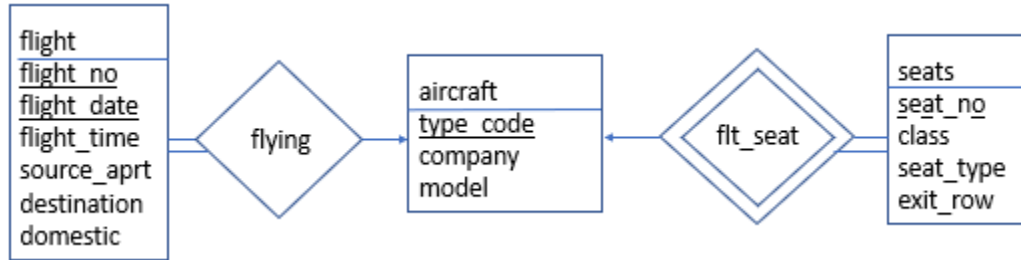 flight
flight_no
flight_date
flight_time
source_aprt
destination
domestic
flying
aircraft
type_code
company
model
flt_seat
seats
seat_no
class
seat_type
exit_row